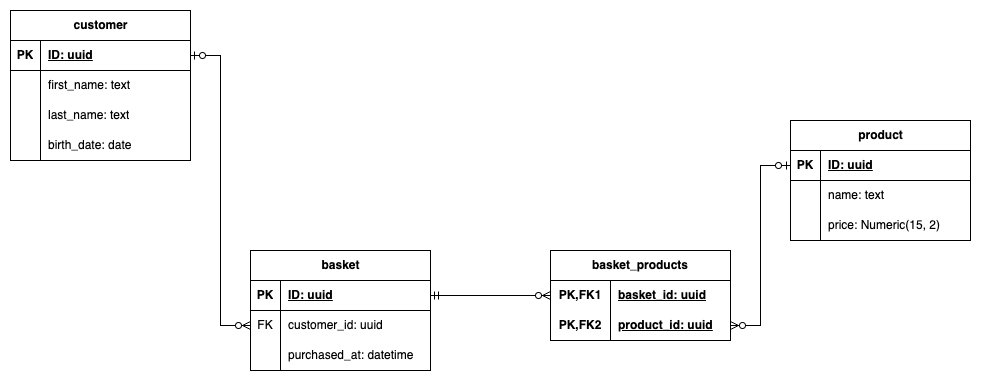 customer
PK ID: uuid
first_name: text
last_name: text
birth_date: date
product
PK ID: uuid
name: text
price: Numeric(15, 2)
basket
PK ID: uuid
FK customer_id: uuid
purchased_at: datetime
basket_products
PK,FK1 basket_id: uuid
PK,FK2 product_id: uuid